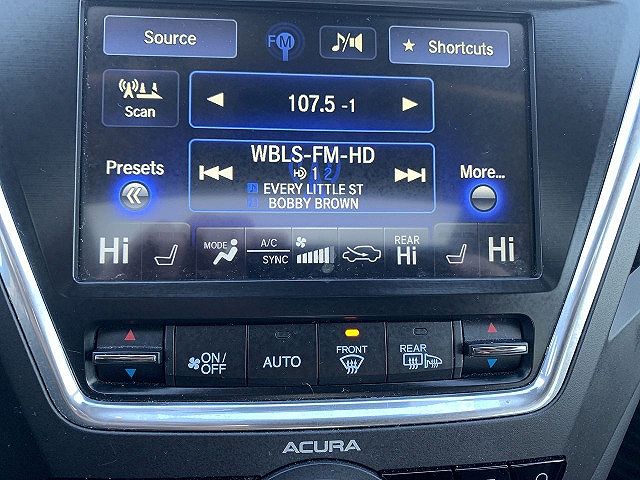 Source
FM
★ Shortcuts
Scan
107.5 -1
Presets
WBLS-FM-HD
More...
HD 1 2
EVERY LITTLE ST
BOBBY BROWN
Hi
MODE
A/C
SYNC
REAR
Hi
Hi
ON/
OFF
AUTO
FRONT
REAR
ACURA